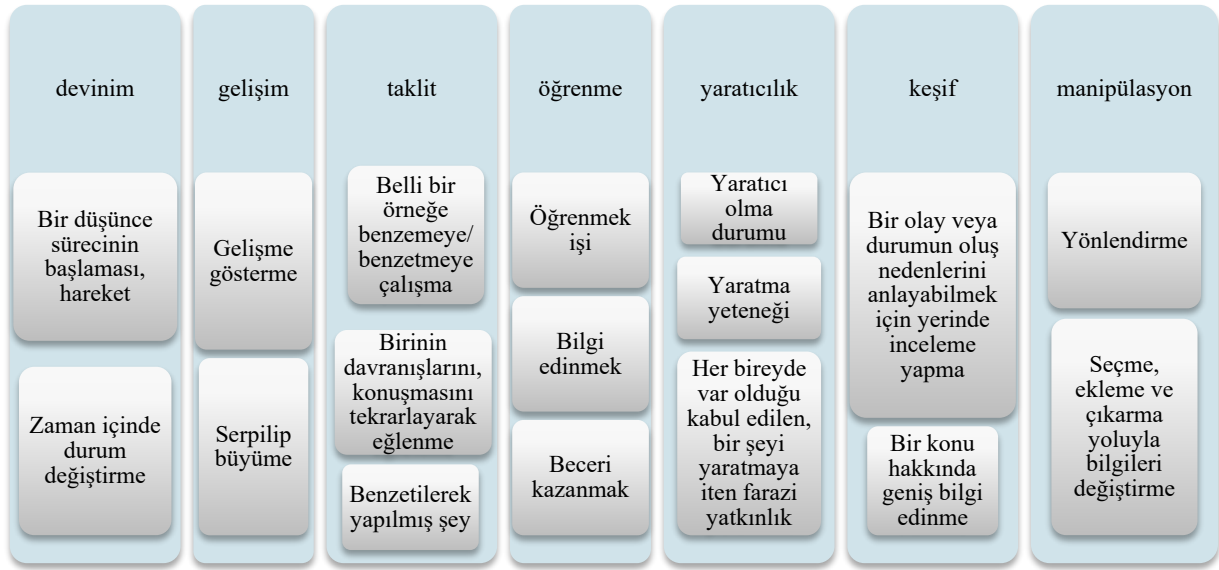 devinim
Bir düşünce
sürecinin
başlaması,
hareket
Zaman içinde
durum
değiştirme
gelişim
Gelişme
gösterme
Serpilip
büyüme
taklit
Belli bir
örneğe
benzemeye/
benzetmeye
çalışma
Birinin
davranışlarını,
konuşmasını
tekrarlayarak
eğlenme
Benzetilerek
yapılmış şey
öğrenme
Öğrenmek
işi
Bilgi
edinmek
Beceri
kazanmak
yaratıcılık
Yaratıcı
olma
durumu
Yaratma
yeteneği
Her bireyde
var olduğu
kabul edilen,
bir şeyi
yaratmaya
iten farazi
yatkınlık
keşif
Bir olay veya
durumun oluş
nedenlerini
anlayabilmek
için yerinde
inceleme
yapma
Bir konu
hakkında
geniş bilgi
edinme
manipülasyon
Yönlendirme
Seçme,
ekleme ve
çıkarma
yoluyla
bilgileri
değiştirme